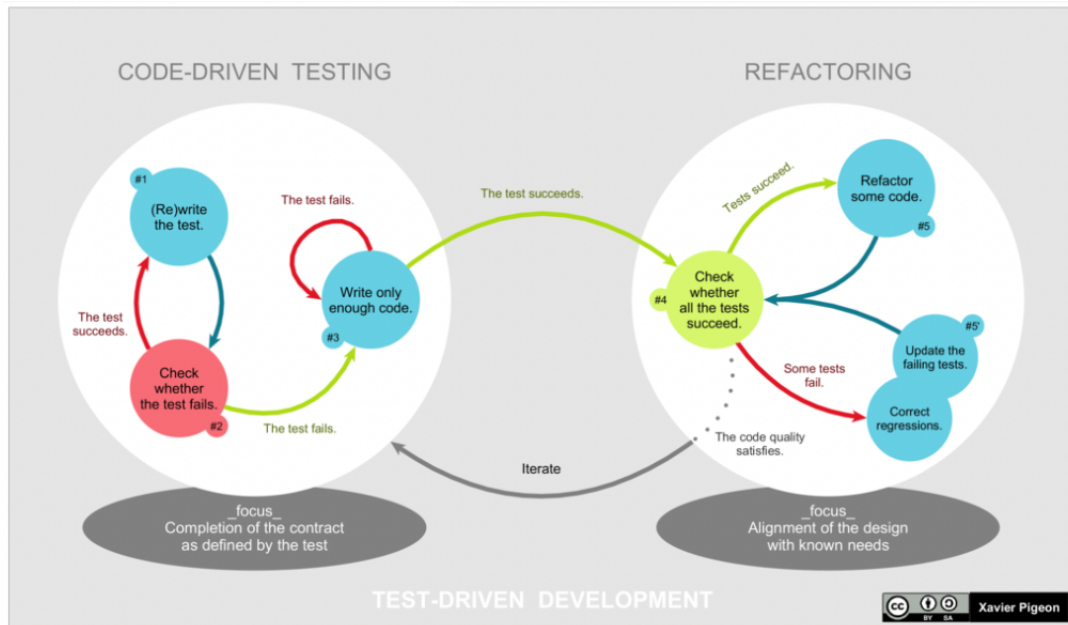 CODE-DRIVEN TESTING
REFACTORING
#1
(Re)write
the test.
The test
succeeds.
Check
whether
the test fails.
#2
The test fails.
The test fails.
Write only
enough code.
#3
The test succeeds.
#4
Check
whether
all the tests
succeed.
Tests succeed.
Refactor
some code.
#5
#5'
Update the
failing tests.
Some tests
fail.
Correct
regressions.
The code quality
satisfies.
Iterate
_focus_
Completion of the contract
as defined by the test
_focus_
Alignment of the design
with known needs
TEST-DRIVEN DEVELOPMENT
cc
BY SA
Xavier Pigeon